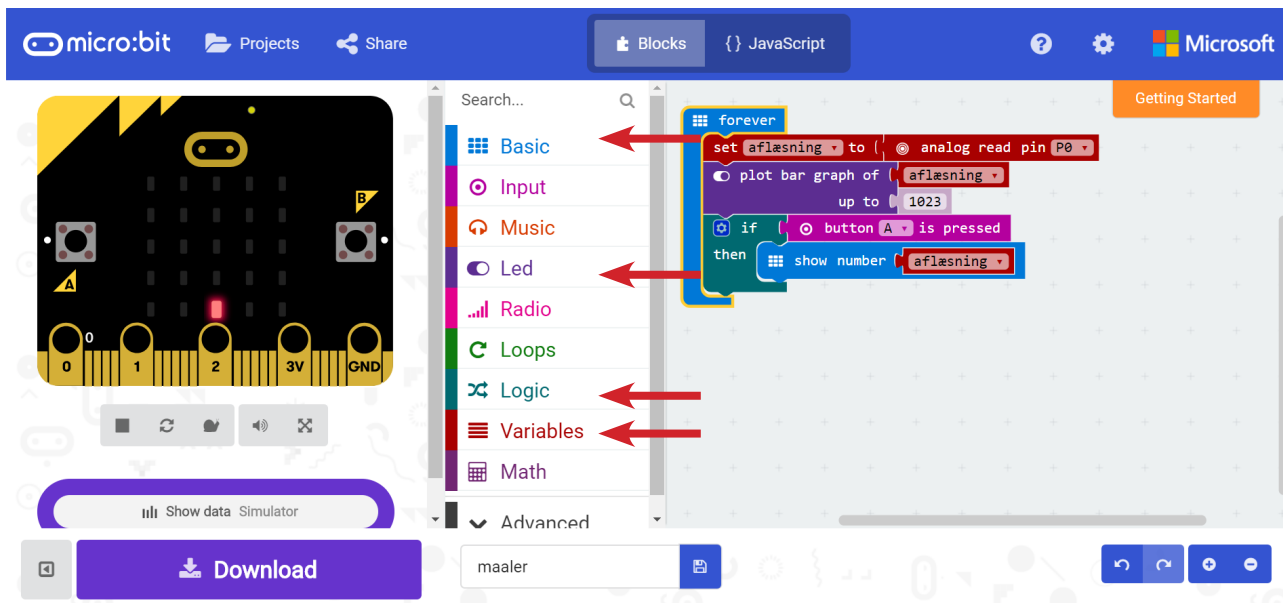 micro:bit
Projects
Share
Blocks
{} JavaScript
?
Microsoft
B
A
0
0
1
2
3V
GND
Show data Simulator
Search...
Basic
Input
Music
Led
Radio
Loops
Logic
Variables
Math
Advanced
Getting Started
forever
set aflæsning to analog read pin P0
plot bar graph of aflæsning
up to 1023
if button A is pressed
then show number aflæsning
Download
maaler